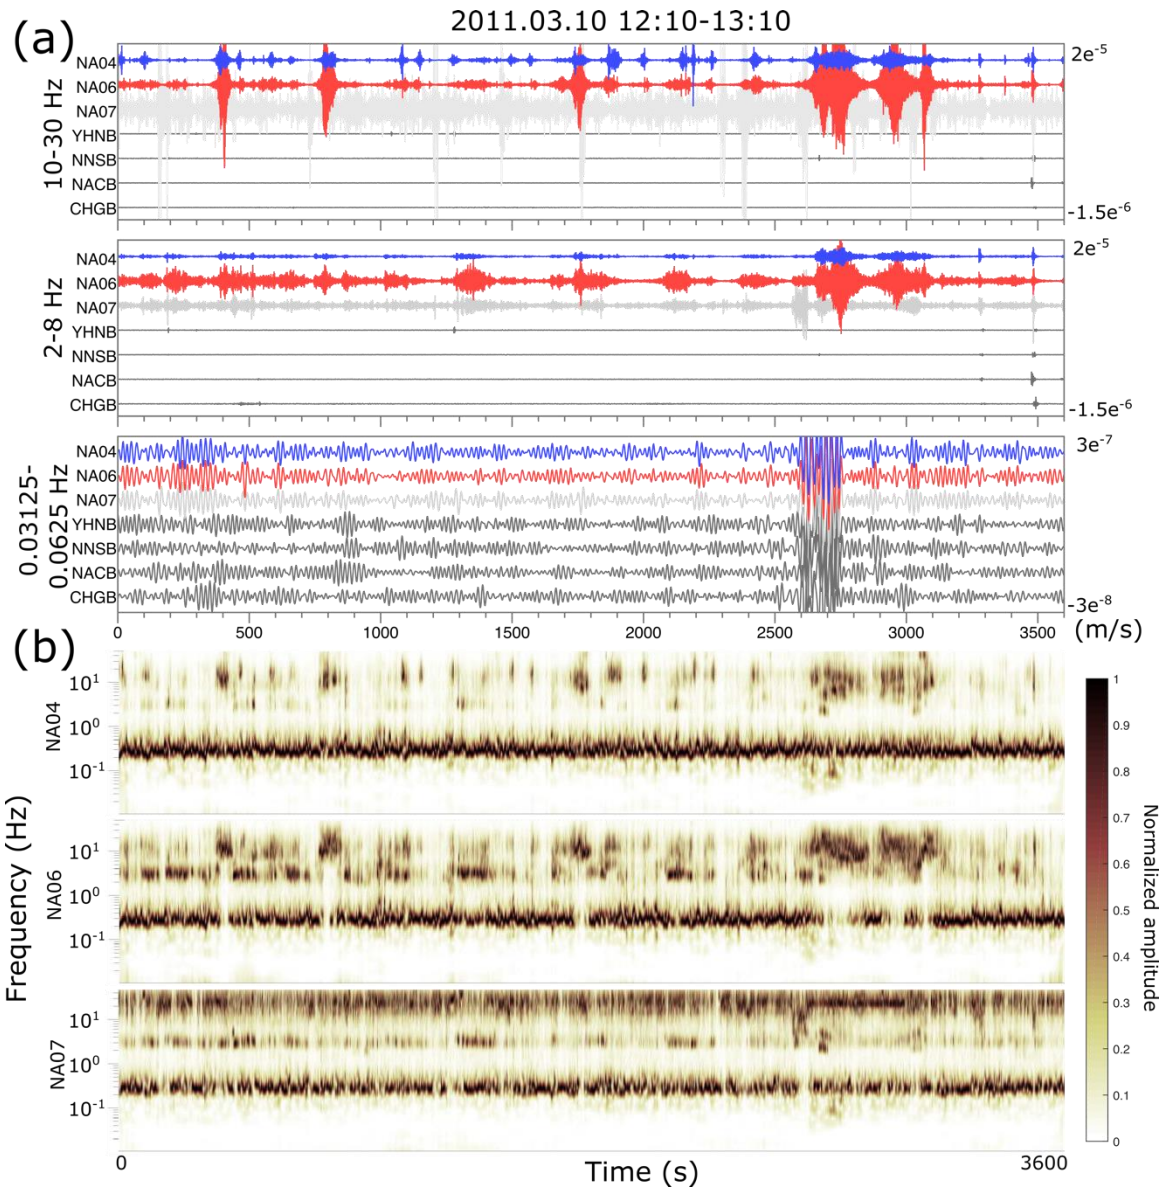 2011.03.10 12:10-13:10
(a)
10-30 Hz
NA04
NA06
NA07
YHNB
NNSB
NACB
CHGB
2e-5
-1.5e-6
2-8 Hz
NA04
NA06
NA07
YHNB
NNSB
NACB
CHGB
2e-5
-1.5e-6
0.03125-
0.0625 Hz
NA04
NA06
NA07
YHNB
NNSB
NACB
CHGB
3e-7
-3e-8
0 500 1000 1500 2000 2500 3000 3500
(m/s)
(b)
Frequency (Hz)
NA04
10^1
10^0
10^-1
NA06
10^1
10^0
10^-1
NA07
10^1
10^0
10^-1
0 3600
Time (s)
1
0.9
0.8
0.7
0.6
0.5
0.4
0.3
0.2
0.1
0
Normalized amplitude